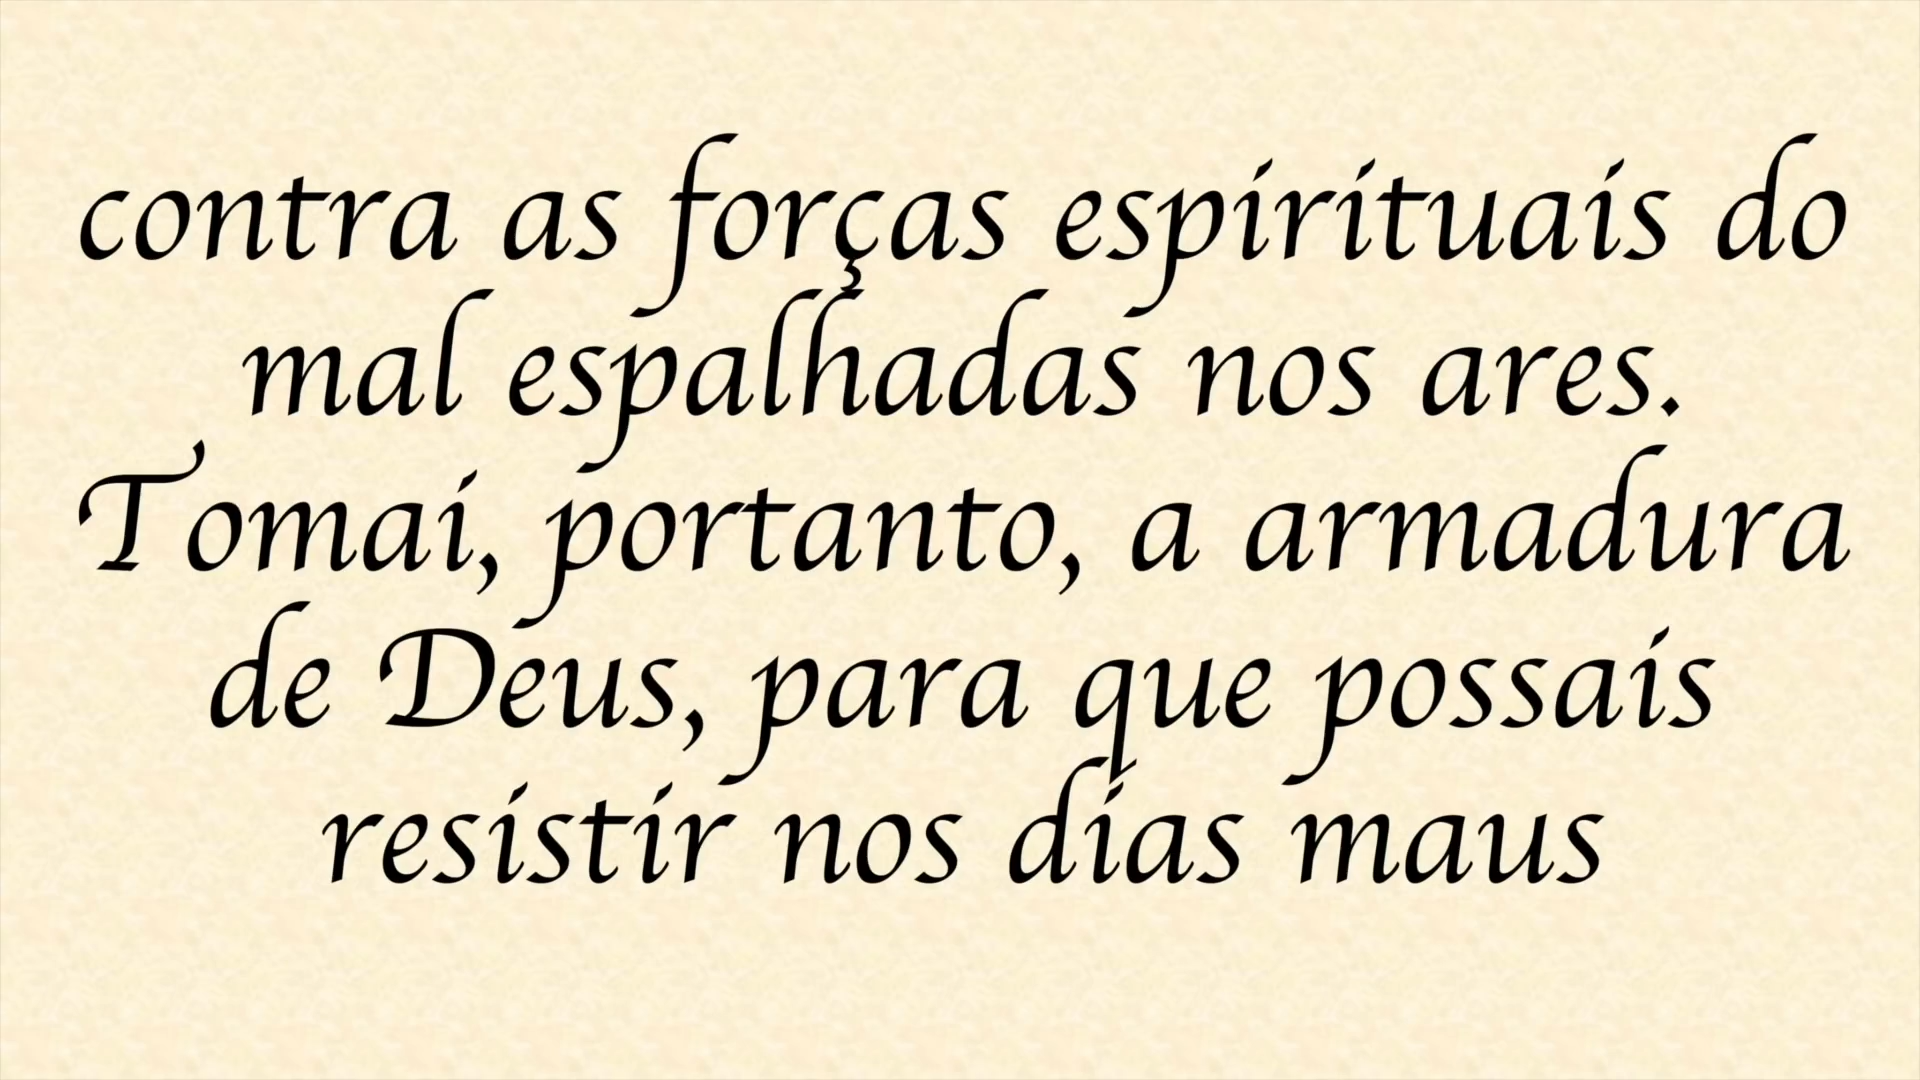 contra as forças espirituais do
mal espalhadas nos ares.
Tomai, portanto, a armadura
de Deus, para que possais
resistir nos dias maus